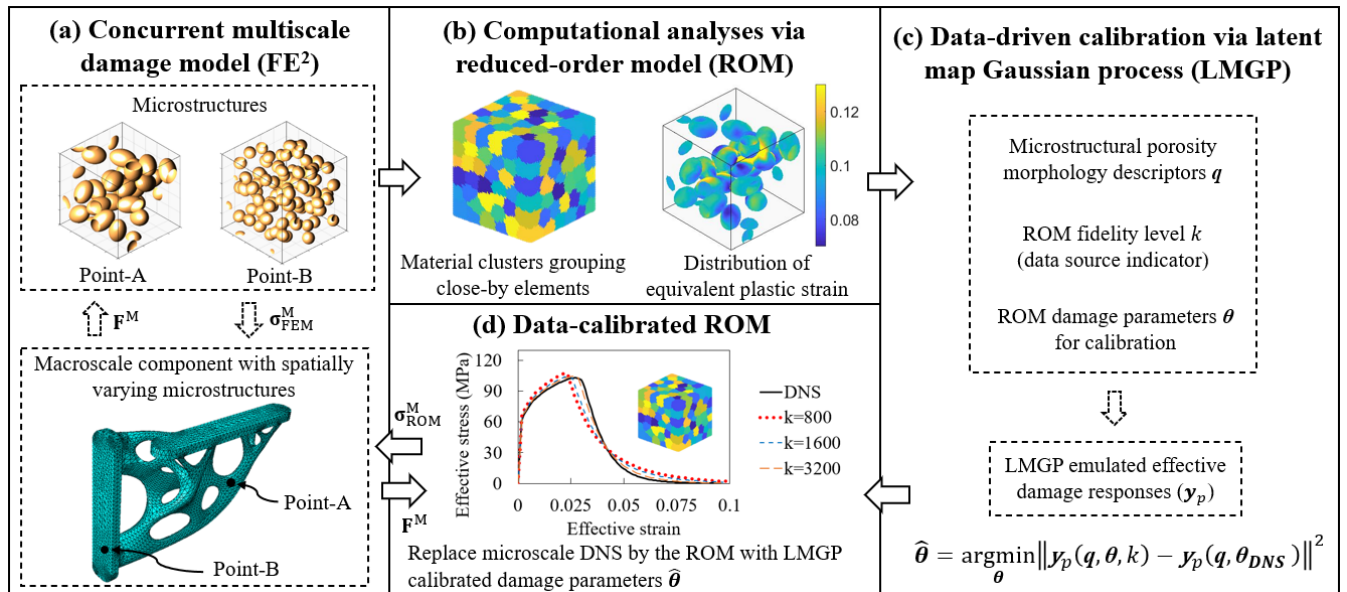 (a) Concurrent multiscale
damage model (FE²)
Microstructures
Point-A
Point-B
F^M
σ^M_FEM
Macroscale component with spatially
varying microstructures
Point-A
Point-B
(b) Computational analyses via
reduced-order model (ROM)
0.12
0.1
0.08
Material clusters grouping
close-by elements
Distribution of
equivalent plastic strain
(d) Data-calibrated ROM
σ^M_ROM
F^M
Effective stress (MPa)
120
90
60
30
0
0 0.025 0.05 0.075 0.1
Effective strain
DNS
k=800
k=1600
k=3200
Replace microscale DNS by the ROM with LMGP
calibrated damage parameters θ̂
(c) Data-driven calibration via latent
map Gaussian process (LMGP)
Microstructural porosity
morphology descriptors q
ROM fidelity level k
(data source indicator)
ROM damage parameters θ
for calibration
LMGP emulated effective
damage responses (y_p)
θ̂ = argmin_θ ‖y_p(q, θ, k) − y_p(q, θ_DNS)‖²